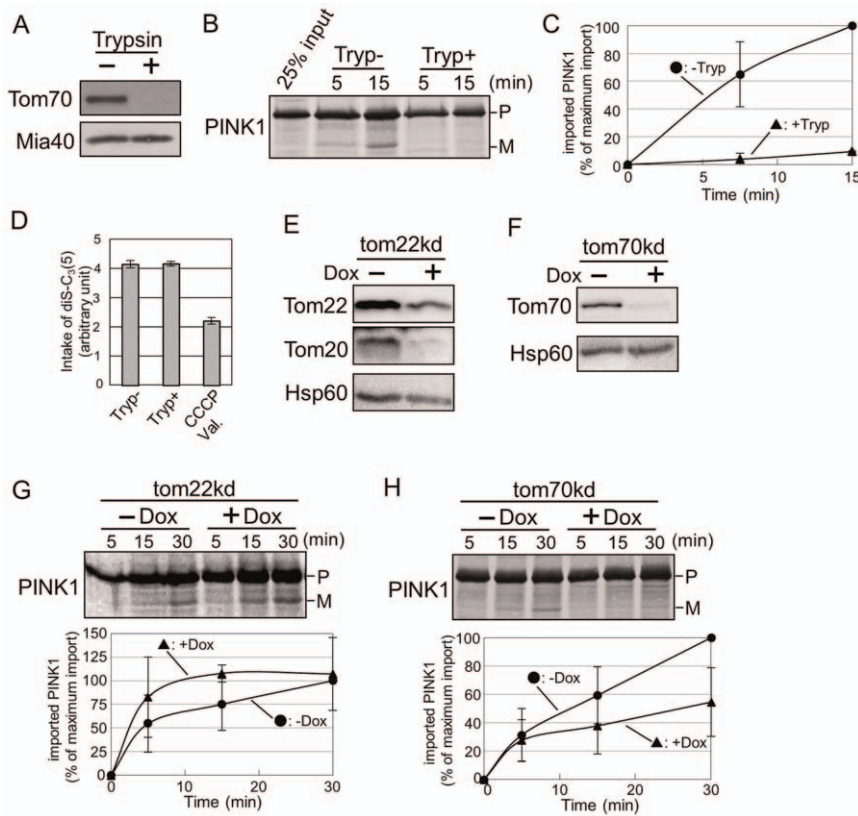 A
Trypsin
− +
Tom70
Mia40
B
25% input
Tryp- Tryp+
5 15 5 15 (min)
PINK1
P
M
C
imported PINK1
(% of maximum import)
100
80
60
40
20
0
●: -Tryp
▲: +Tryp
0 5 10 15
Time (min)
D
Intake of diS-C3(5)
(arbitrary unit)
5
4
3
2
1
0
Tryp-
Tryp+
CCCP
Val.
E
tom22kd
Dox − +
Tom22
Tom20
Hsp60
F
tom70kd
Dox − +
Tom70
Hsp60
G
tom22kd
−Dox +Dox
5 15 30 5 15 30 (min)
PINK1
P
M
imported PINK1
(% of maximum import)
150
125
100
75
50
25
0
▲: +Dox
●: -Dox
0 10 20 30
Time (min)
H
tom70kd
−Dox +Dox
5 15 30 5 15 30 (min)
PINK1
P
M
imported PINK1
(% of maximum import)
100
80
60
40
20
0
●: -Dox
▲: +Dox
0 10 20 30
Time (min)